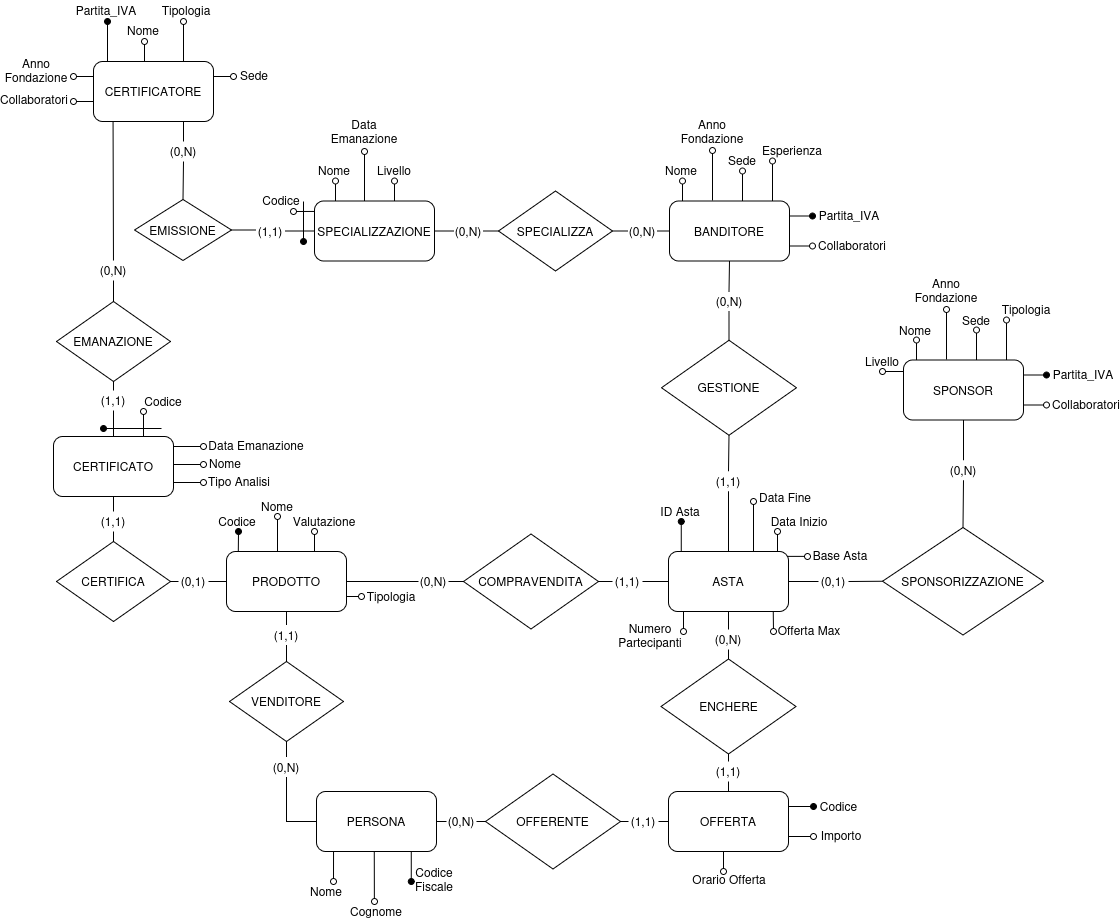 Partita_IVA
Tipologia
Nome
Anno
Fondazione
Sede
Collaboratori
CERTIFICATORE
(0,N)
(0,N)
EMISSIONE
(1,1)
Data
Emanazione
Nome
Livello
Codice
SPECIALIZZAZIONE
(0,N)
SPECIALIZZA
(0,N)
Anno
Fondazione
Esperienza
Sede
Nome
BANDITORE
Partita_IVA
Collaboratori
(0,N)
EMANAZIONE
(1,1)
Codice
CERTIFICATO
Data Emanazione
Nome
Tipo Analisi
(1,1)
CERTIFICA
(0,1)
GESTIONE
(1,1)
Anno
Fondazione
Tipologia
Sede
Nome
Livello
SPONSOR
Partita_IVA
Collaboratori
(0,N)
SPONSORIZZAZIONE
(0,1)
Nome
Codice
Valutazione
PRODOTTO
Tipologia
(0,N)
COMPRAVENDITA
(1,1)
ID Asta
Data Fine
Data Inizio
Base Asta
ASTA
Numero
Partecipanti
Offerta Max
(0,N)
ENCHERE
(1,1)
(1,1)
VENDITORE
(0,N)
PERSONA
Nome
Cognome
Codice
Fiscale
(0,N)
OFFERENTE
(1,1)
OFFERTA
Codice
Importo
Orario Offerta